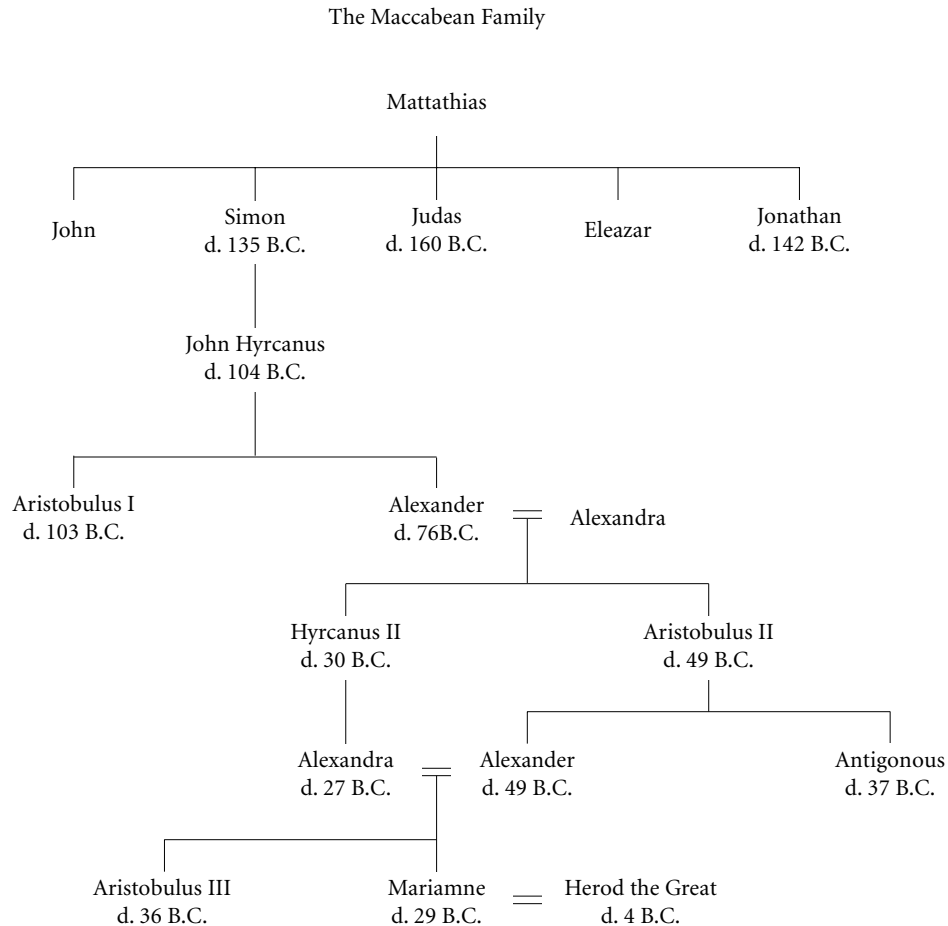 The Maccabean Family
Mattathias
John
Simon
d. 135 B.C.
Judas
d. 160 B.C.
Eleazar
Jonathan
d. 142 B.C.
John Hyrcanus
d. 104 B.C.
Aristobulus I
d. 103 B.C.
Alexander
d. 76B.C.
Alexandra
Hyrcanus II
d. 30 B.C.
Aristobulus II
d. 49 B.C.
Alexandra
d. 27 B.C.
Alexander
d. 49 B.C.
Antigonous
d. 37 B.C.
Aristobulus III
d. 36 B.C.
Mariamne
d. 29 B.C.
Herod the Great
d. 4 B.C.